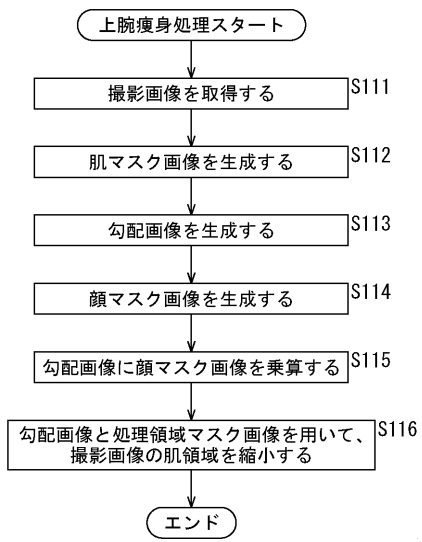 上腕痩身処理スタート
撮影画像を取得する
S111
肌マスク画像を生成する
S112
勾配画像を生成する
S113
顔マスク画像を生成する
S114
勾配画像に顔マスク画像を乗算する
S115
勾配画像と処理領域マスク画像を用いて、
撮影画像の肌領域を縮小する
S116
エンド